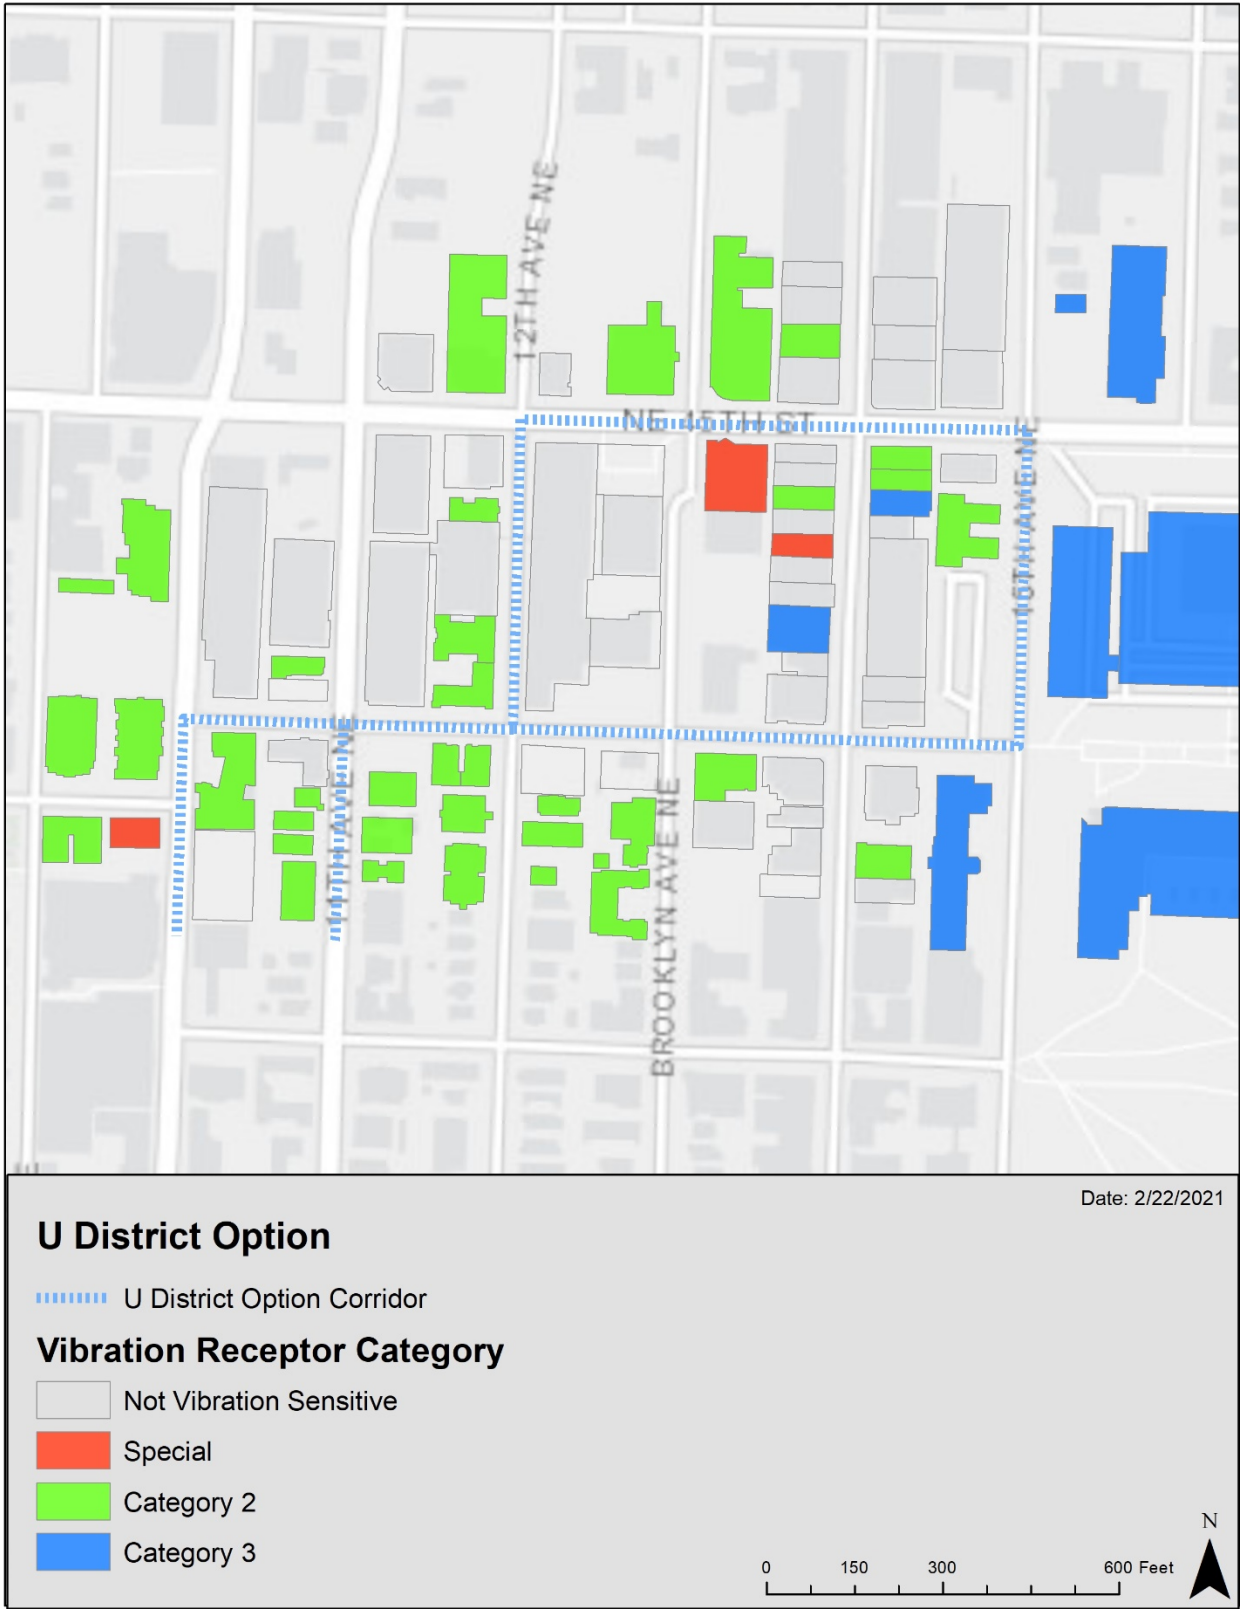 12TH AVE NE
NE 45TH ST
15TH AVE NE
11TH AVE NE
BROOKLYN AVE NE
Date: 2/22/2021
U District Option
U District Option Corridor
Vibration Receptor Category
Not Vibration Sensitive
Special
Category 2
Category 3
N
0 150 300 600 Feet